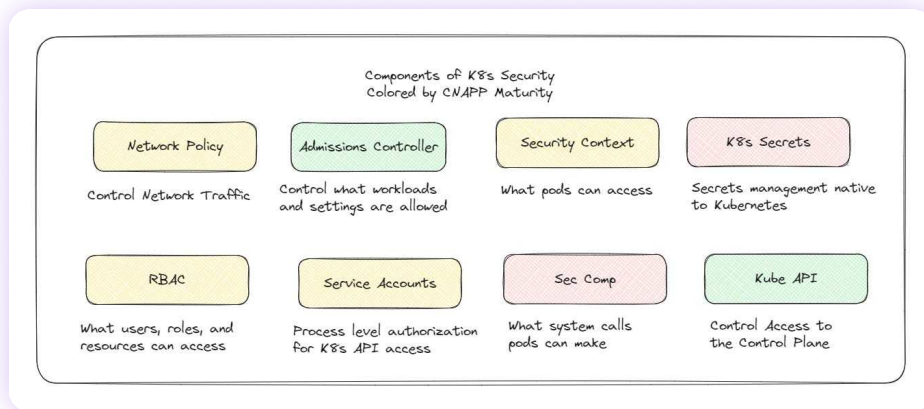 Components of K8s Security
Colored by CNAPP Maturity
Network Policy
Control Network Traffic
Admissions Controller
Control what workloads
and settings are allowed
Security Context
What pods can access
K8s Secrets
Secrets management native
to Kubernetes
RBAC
What users, roles, and
resources can access
Service Accounts
Process level authorization
for K8s API access
Sec Comp
What system calls
pods can make
Kube API
Control Access to
the Control Plane